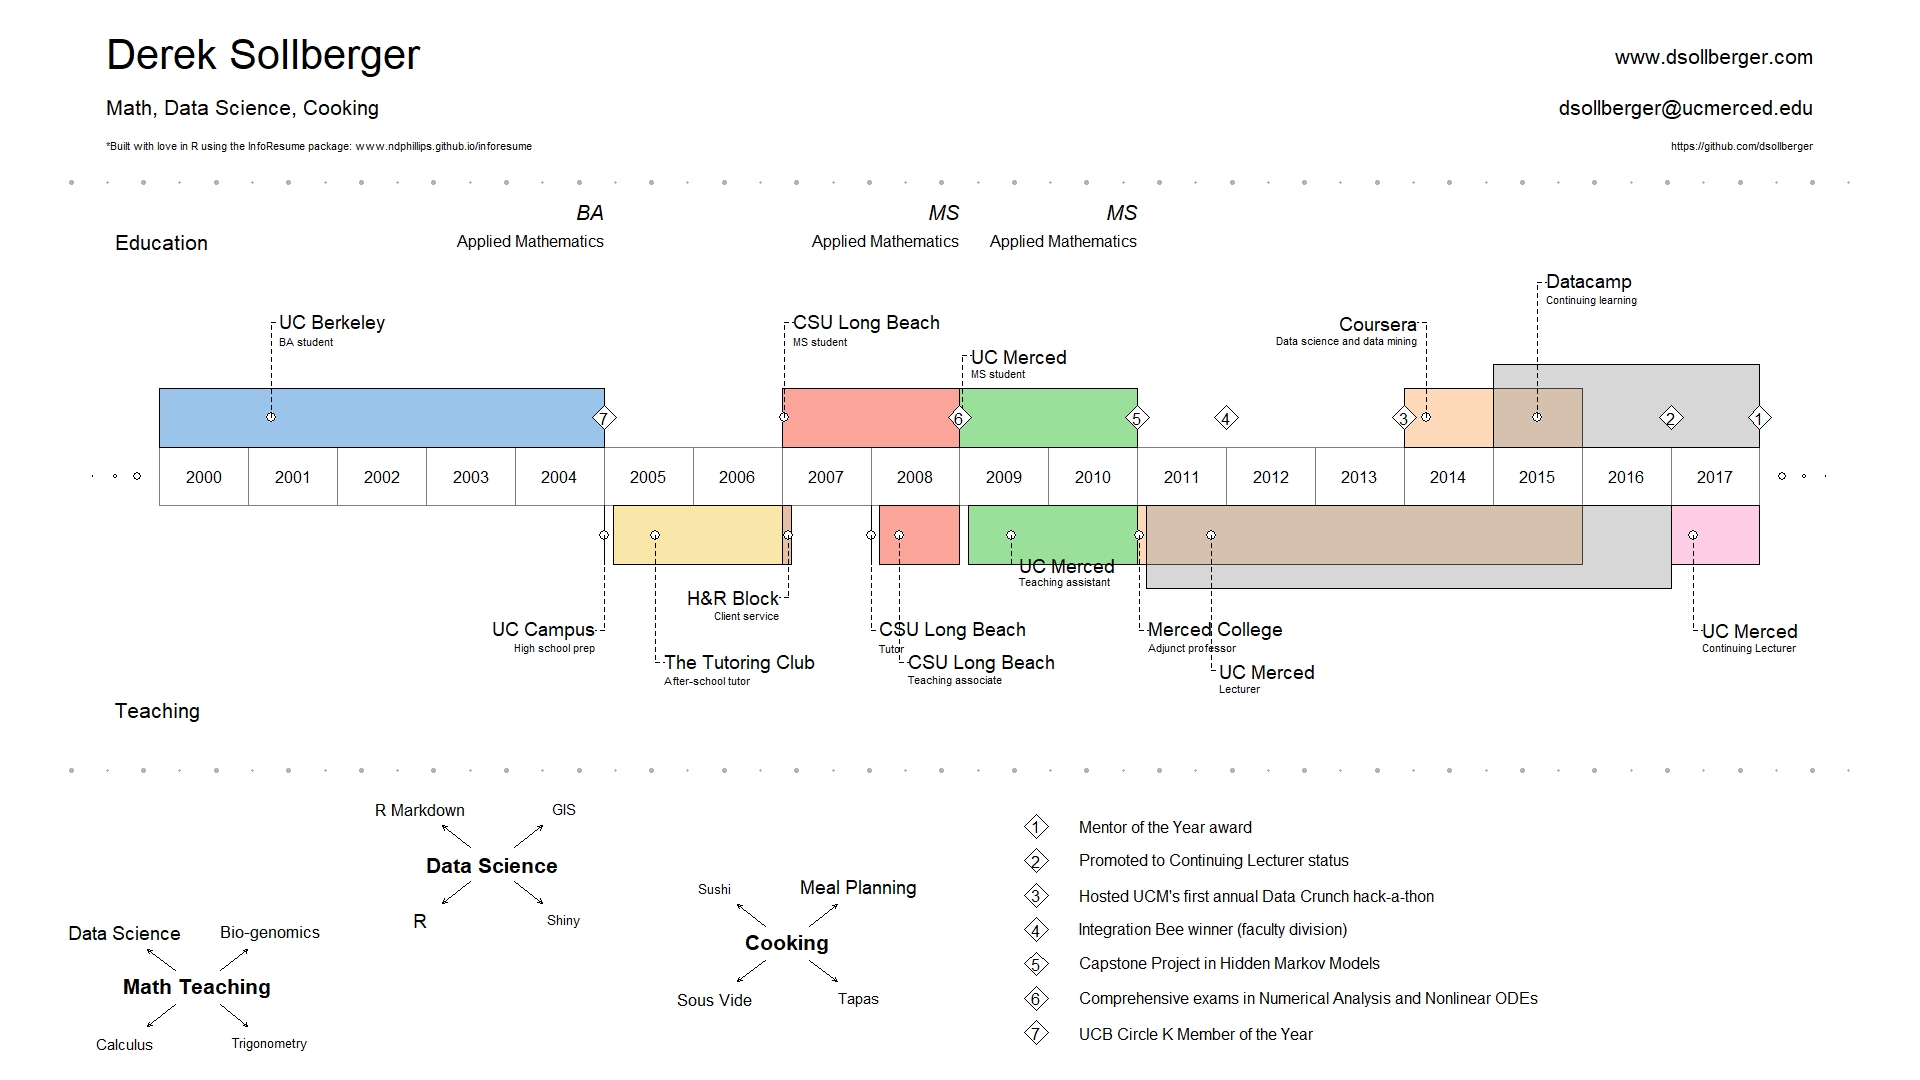 Derek Sollberger
www.dsollberger.com
Math, Data Science, Cooking
dsollberger@ucmerced.edu
*Built with love in R using the InfoResume package: www.ndphillips.github.io/inforesume
https://github.com/dsollberger
BA
MS
MS
Education
Applied Mathematics
Applied Mathematics
Applied Mathematics
Datacamp
Continuing learning
UC Berkeley
BA student
CSU Long Beach
MS student
Coursera
Data science and data mining
UC Merced
MS student
7
6
5
4
3
2
1
2000 2001 2002 2003 2004 2005 2006 2007 2008 2009 2010 2011 2012 2013 2014 2015 2016 2017
UC Merced
Teaching assistant
H&R Block
Client service
UC Campus
High school prep
CSU Long Beach
Tutor
Merced College
Adjunct professor
UC Merced
Continuing Lecturer
The Tutoring Club
After-school tutor
CSU Long Beach
Teaching associate
UC Merced
Lecturer
Teaching
R Markdown
GIS
Data Science
R
Shiny
Data Science
Bio-genomics
Math Teaching
Calculus
Trigonometry
Sushi
Meal Planning
Cooking
Sous Vide
Tapas
1 Mentor of the Year award
2 Promoted to Continuing Lecturer status
3 Hosted UCM's first annual Data Crunch hack-a-thon
4 Integration Bee winner (faculty division)
5 Capstone Project in Hidden Markov Models
6 Comprehensive exams in Numerical Analysis and Nonlinear ODEs
7 UCB Circle K Member of the Year